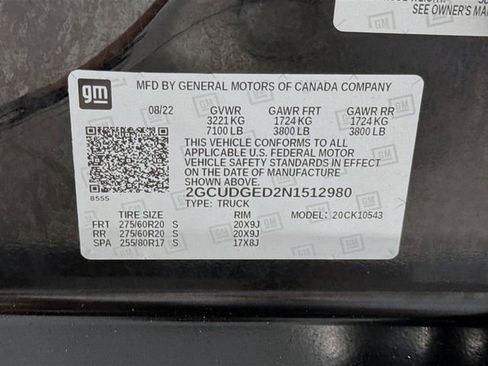 SEE OWNER'S MA
gm
MFD BY GENERAL MOTORS OF CANADA COMPANY
08/22 GVWR GAWR FRT GAWR RR
3221 KG 1724 KG 1724 KG
7100 LB 3800 LB 3800 LB
THIS VEHICLE CONFORMS TO ALL
APPLICABLE U.S. FEDERAL MOTOR
VEHICLE SAFETY STANDARDS IN EFFECT
ON THE DATE OF MANUFACTURE
SHOWN ABOVE.
2GCUDGED2N1512980
TYPE: TRUCK
B555
TIRE SIZE RIM MODEL: 20CK10543
FRT 275/60R20 S 20X9J
RR 275/60R20 S 20X9J
SPA 255/80R17 S 17X8J